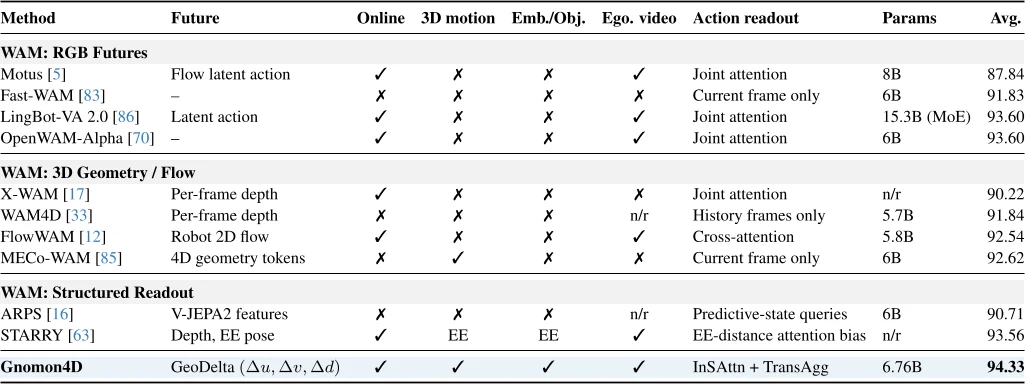 Method Future Online 3D motion Emb./Obj. Ego. video Action readout Params Avg.
WAM: RGB Futures
Motus [5] Flow latent action ✓ ✗ ✗ ✓ Joint attention 8B 87.84
Fast-WAM [83] – ✗ ✗ ✗ ✗ Current frame only 6B 91.83
LingBot-VA 2.0 [86] Latent action ✓ ✗ ✗ ✓ Joint attention 15.3B (MoE) 93.60
OpenWAM-Alpha [70] – ✓ ✗ ✗ ✓ Joint attention 6B 93.60
WAM: 3D Geometry / Flow
X-WAM [17] Per-frame depth ✓ ✗ ✗ ✗ Joint attention n/r 90.22
WAM4D [33] Per-frame depth ✗ ✗ ✗ n/r History frames only 5.7B 91.84
FlowWAM [12] Robot 2D flow ✓ ✗ ✗ ✓ Cross-attention 5.8B 92.54
MECo-WAM [85] 4D geometry tokens ✗ ✓ ✗ ✗ Current frame only 6B 92.62
WAM: Structured Readout
ARPS [16] V-JEPA2 features ✗ ✗ ✗ n/r Predictive-state queries 6B 90.71
STARRY [63] Depth, EE pose ✓ EE EE ✓ EE-distance attention bias n/r 93.56
Gnomon4D GeoDelta (Δu, Δv, Δd) ✓ ✓ ✓ ✓ InSAttn + TransAgg 6.76B 94.33